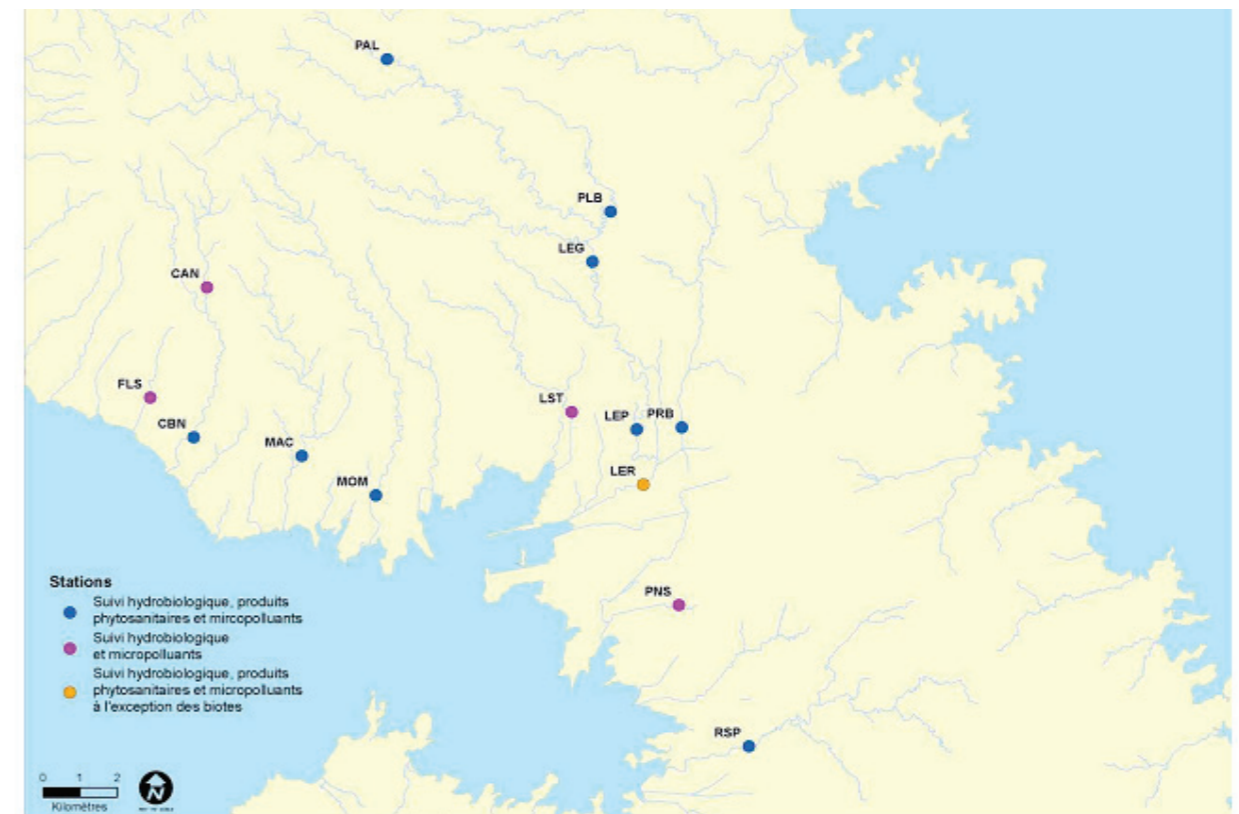 PAL
PLB
LEG
CAN
FLS
LST
CBN
LEP
PRB
MAC
LER
MOM
Stations
Suivi hydrobiologique, produits
phytosanitaires et mircopolluants
PNS
Suivi hydrobiologique
et micropolluants
Suivi hydrobiologique, produits
phytosanitaires et micropolluants
à l'exception des biotes
RSP
0 1 2
Kilomètres
N